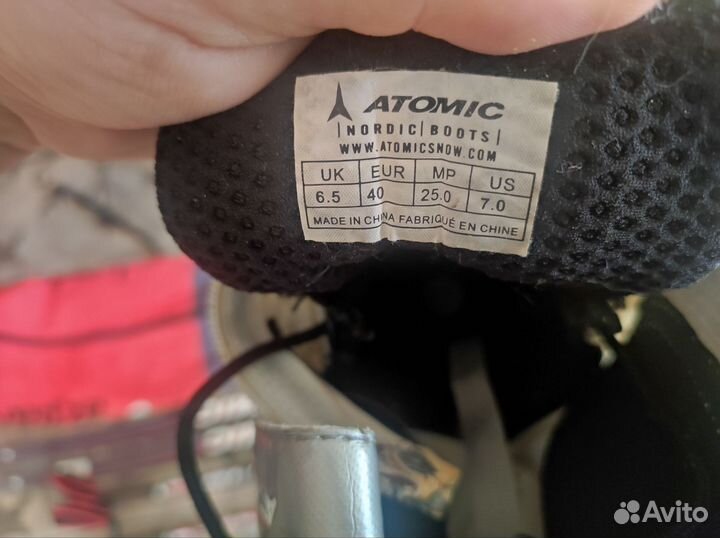 ATOMIC
|NORDIC|BOOTS|
WWW.ATOMICSNOW.COM
UK EUR MP US
6.5 40 25.0 7.0
MADE IN CHINA FABRIQUÉ EN CHINE
Avito